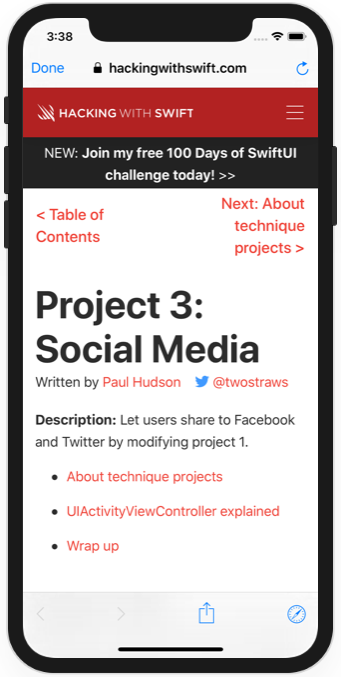 3:38
Done hackingwithswift.com
HACKING WITH SWIFT
NEW: Join my free 100 Days of SwiftUI
challenge today! >>
< Table of
Contents
Next: About
technique
projects >
Project 3:
Social Media
Written by Paul Hudson @twostraws
Description: Let users share to Facebook
and Twitter by modifying project 1.
• About technique projects
• UIActivityViewController explained
• Wrap up